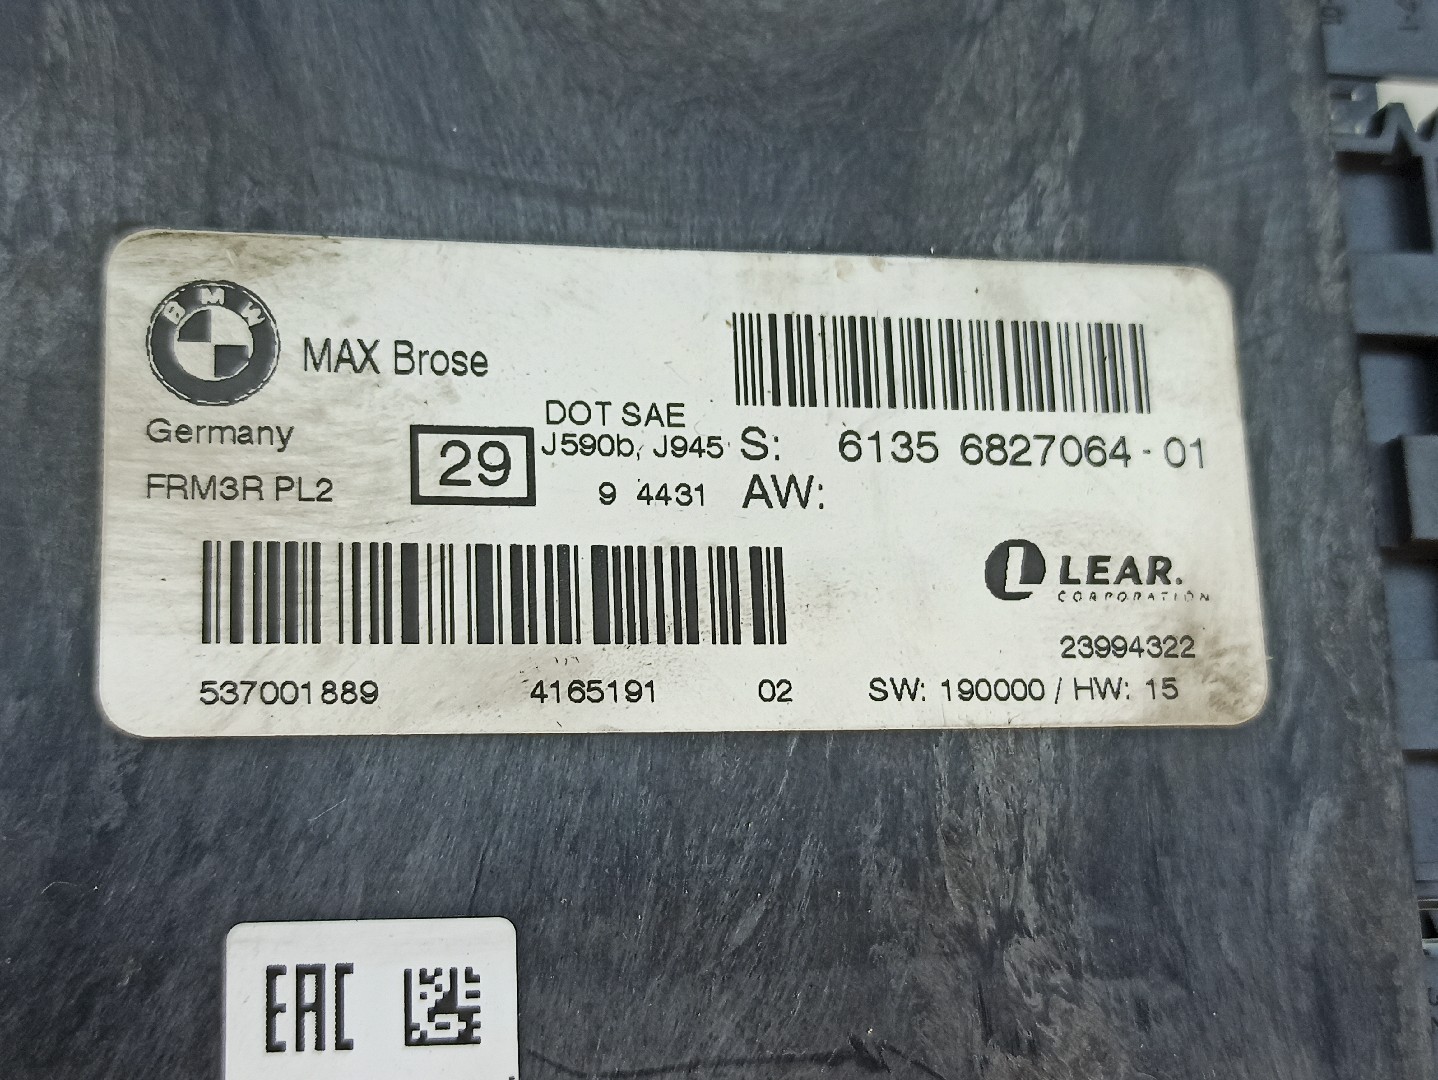 BMW
MAX Brose
Germany
FRM3R PL2
29
DOT SAE
J590b, J945
9 4431
S: 6135 6827064-01
AW:
LEAR.
CORPORATION
23994322
537001889 4165191 02 SW: 190000 / HW: 15
EAC